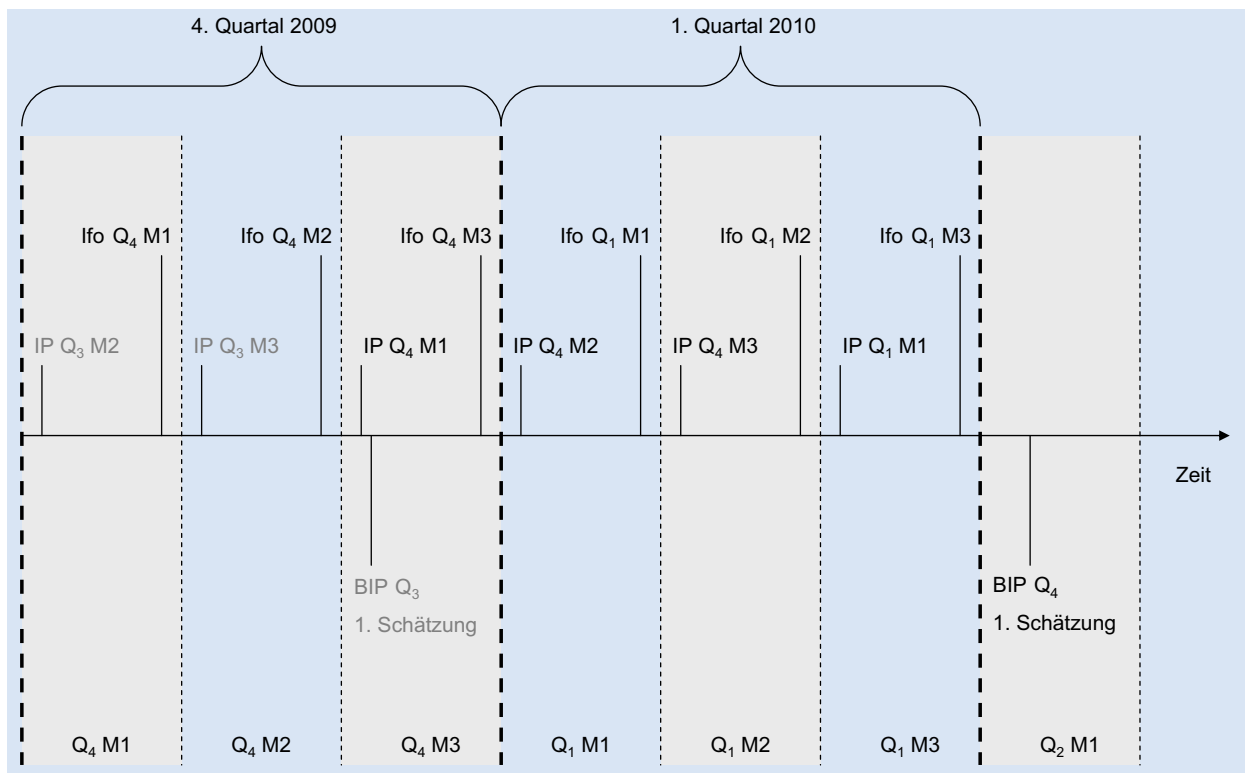 4. Quartal 2009
1. Quartal 2010
Ifo Q₄ M1
Ifo Q₄ M2
Ifo Q₄ M3
Ifo Q₁ M1
Ifo Q₁ M2
Ifo Q₁ M3
IP Q₃ M2
IP Q₃ M3
IP Q₄ M1
IP Q₄ M2
IP Q₄ M3
IP Q₁ M1
Zeit
BIP Q₃
1. Schätzung
BIP Q₄
1. Schätzung
Q₄ M1
Q₄ M2
Q₄ M3
Q₁ M1
Q₁ M2
Q₁ M3
Q₂ M1